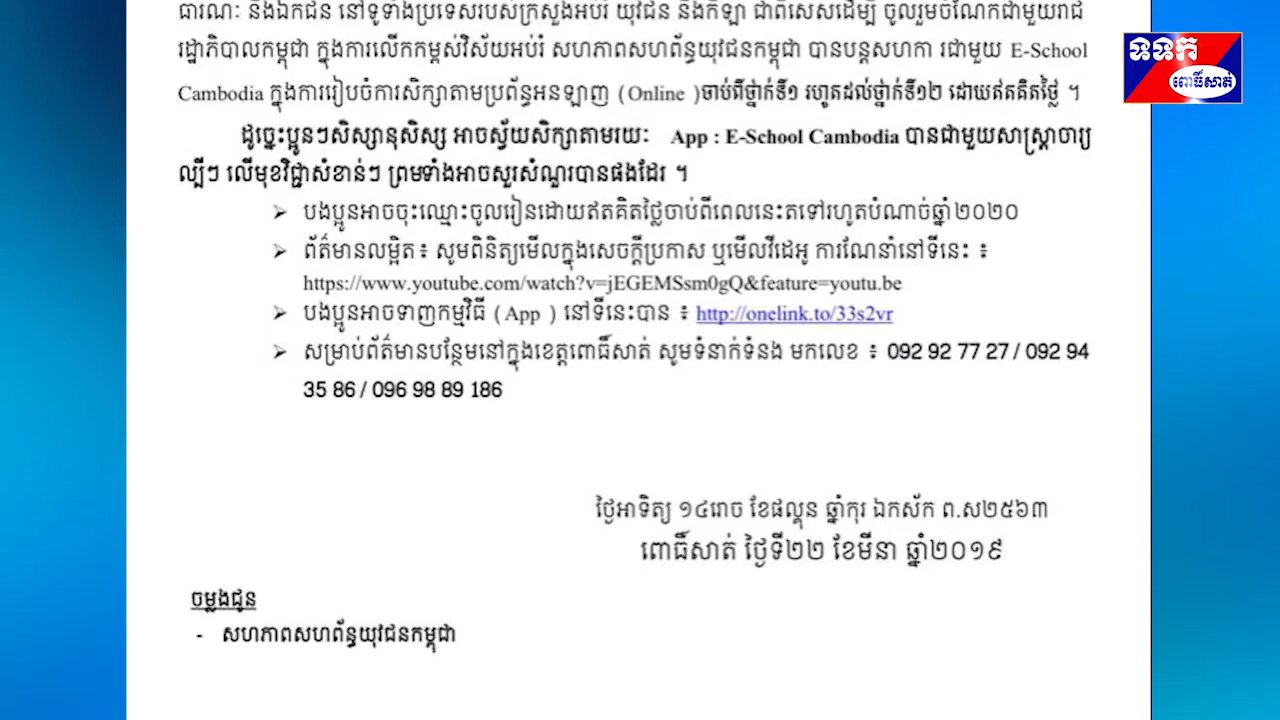 ធារណៈ និងឯកជន នៅទូទាំងប្រទេសរបស់ក្រសួងអប់រំ យុវជន និងកីឡា ជាពិសេសដើម្បី ចូលរួមចំណែកជាមួយរាជ
រដ្ឋាភិបាលកម្ពុជា ក្នុងការលើកកម្ពស់វិស័យអប់រំ សហភាពសហព័ន្ធយុវជនកម្ពុជា បានបន្តសហកា រជាមួយ E-School
Cambodia ក្នុងការរៀបចំការសិក្សាតាមប្រព័ន្ធអនឡាញ (Online )ចាប់ពីថ្នាក់ទី១ រហូតដល់ថ្នាក់ទី១២ ដោយឥតគិតថ្លៃ ។
ដូច្នេះប្អូនៗសិស្សានុសិស្ស អាចស្វ័យសិក្សាតាមរយៈ App : E-School Cambodia បានជាមួយសាស្ត្រាចារ្យ
ល្បីៗ លើមុខវិជ្ជាសំខាន់ៗ ព្រមទាំងអាចសួរសំណួរបានផងដែរ ។
➢ បងប្អូនអាចចុះឈ្មោះចូលរៀនដោយឥតគិតថ្លៃចាប់ពីពេលនេះតទៅរហូតបំណាច់ឆ្នាំ២០២០
➢ ព័ត៌មានលម្អិត៖ សូមពិនិត្យមើលក្នុងសេចក្ដីប្រកាស ឬមើលវីដេអូ ការណែនាំនៅទីនេះ ៖
https://www.youtube.com/watch?v=jEGEMSsm0gQ&feature=youtu.be
➢ បងប្អូនអាចទាញកម្មវិធី ( App ) នៅទីនេះបាន ៖ http://onelink.to/33s2vr
➢ សម្រាប់ព័ត៌មានបន្ថែមនៅក្នុងខេត្តពោធិ៍សាត់ សូមទំនាក់ទំនង មកលេខ ៖ 092 92 77 27 / 092 94
35 86 / 096 98 89 186
ថ្ងៃអាទិត្យ ១៤រោច ខែផល្គុន ឆ្នាំកុរ ឯកស័ក ព.ស២៥៦៣
ពោធិ៍សាត់ ថ្ងៃទី២២ ខែមីនា ឆ្នាំ២០១៩
ចម្លងជូន
- សហភាពសហព័ន្ធយុវជនកម្ពុជា
ទទក
ពោធិ៍សាត់